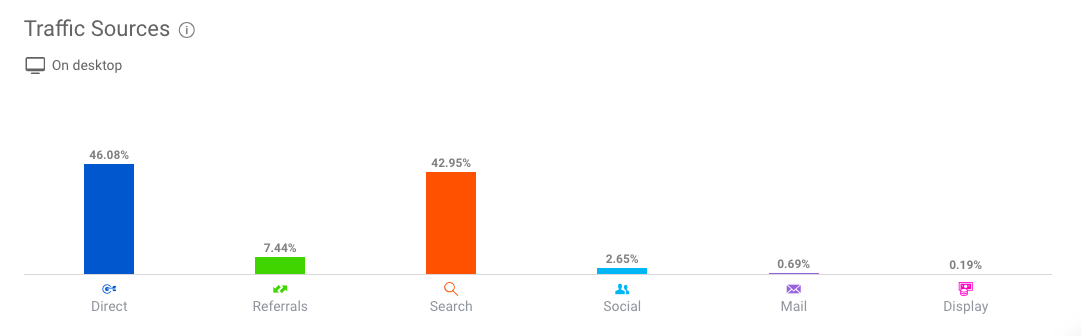 Traffic Sources
On desktop
46.08%
7.44%
42.95%
2.65%
0.69%
0.19%
Direct
Referrals
Search
Social
Mail
Display